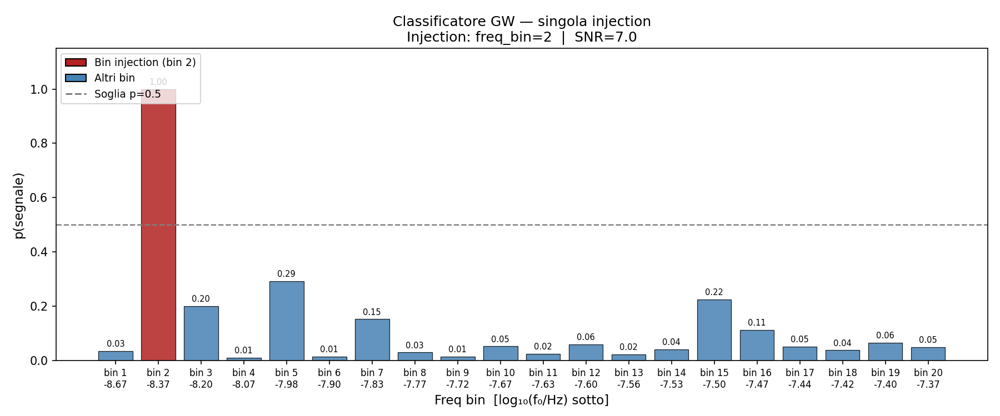 Classificatore GW — singola injection
Injection: freq_bin=2 | SNR=7.0
Bin injection (bin 2)
Altri bin
Soglia p=0.5
p(segnale)
1.0
0.8
0.6
0.4
0.2
0.0
0.03
1.00
0.20
0.01
0.29
0.01
0.15
0.03
0.01
0.05
0.02
0.06
0.02
0.04
0.22
0.11
0.05
0.04
0.06
0.05
bin 1 bin 2 bin 3 bin 4 bin 5 bin 6 bin 7 bin 8 bin 9 bin 10 bin 11 bin 12 bin 13 bin 14 bin 15 bin 16 bin 17 bin 18 bin 19 bin 20
-8.67 -8.37 -8.20 -8.07 -7.98 -7.90 -7.83 -7.77 -7.72 -7.67 -7.63 -7.60 -7.56 -7.53 -7.50 -7.47 -7.44 -7.42 -7.40 -7.37
Freq bin [log₁₀(f₀/Hz) sotto]